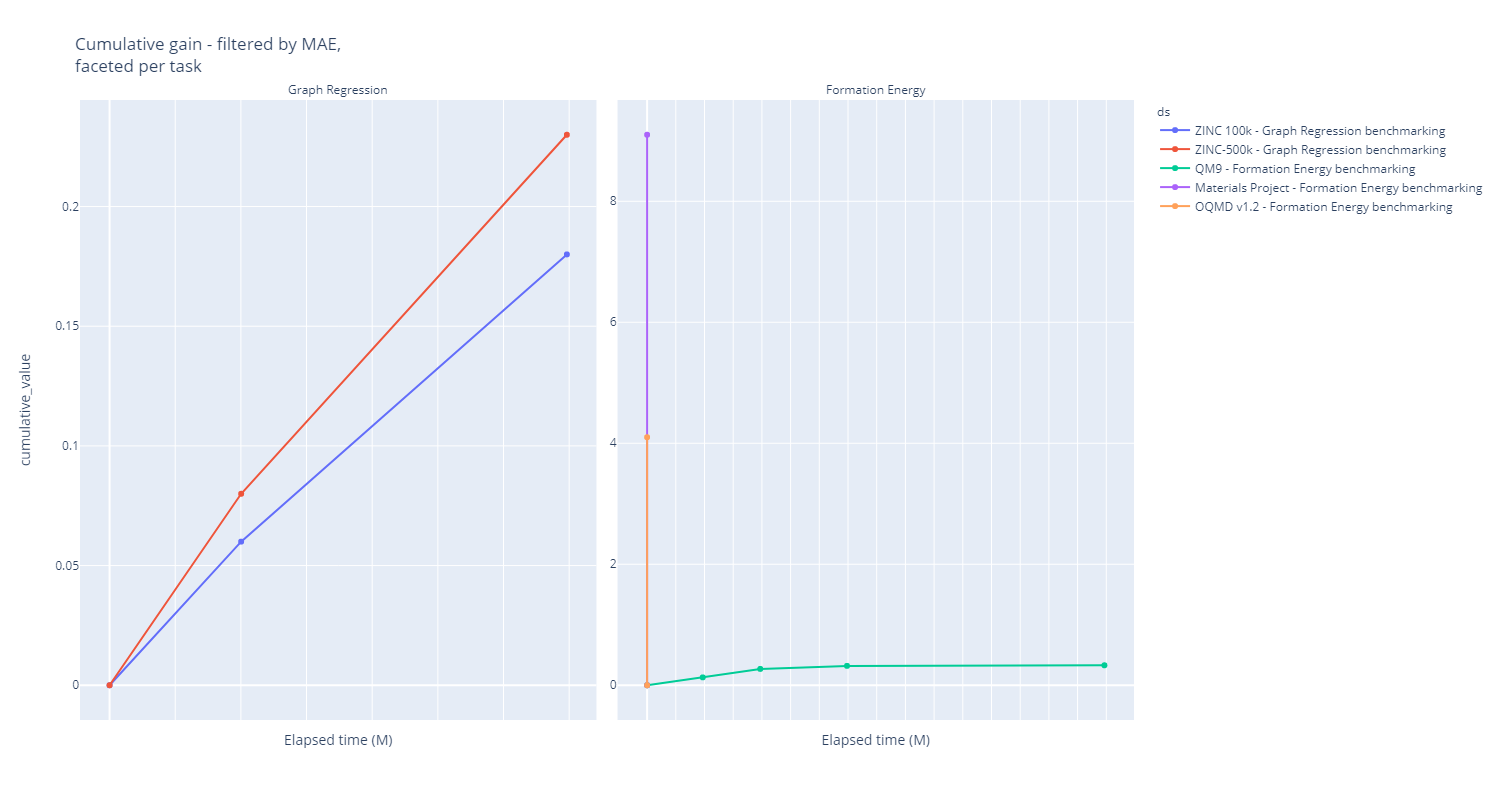 Cumulative gain - filtered by MAE,
faceted per task
Graph Regression
Formation Energy
ds
ZINC 100k - Graph Regression benchmarking
ZINC-500k - Graph Regression benchmarking
QM9 - Formation Energy benchmarking
Materials Project - Formation Energy benchmarking
OQMD v1.2 - Formation Energy benchmarking
cumulative_value
0.2
0.15
0.1
0.05
0
8
6
4
2
0
Elapsed time (M)
Elapsed time (M)